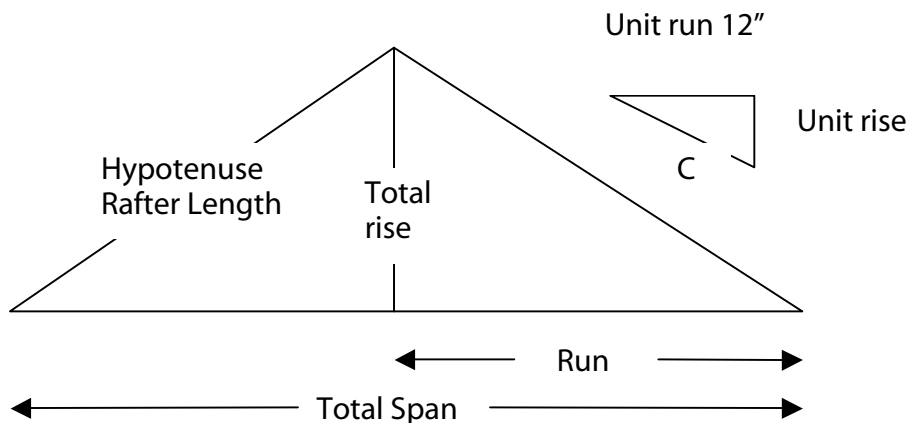 Unit run 12”
Unit rise
C
Hypotenuse
Rafter Length
Total
rise
Run
Total Span